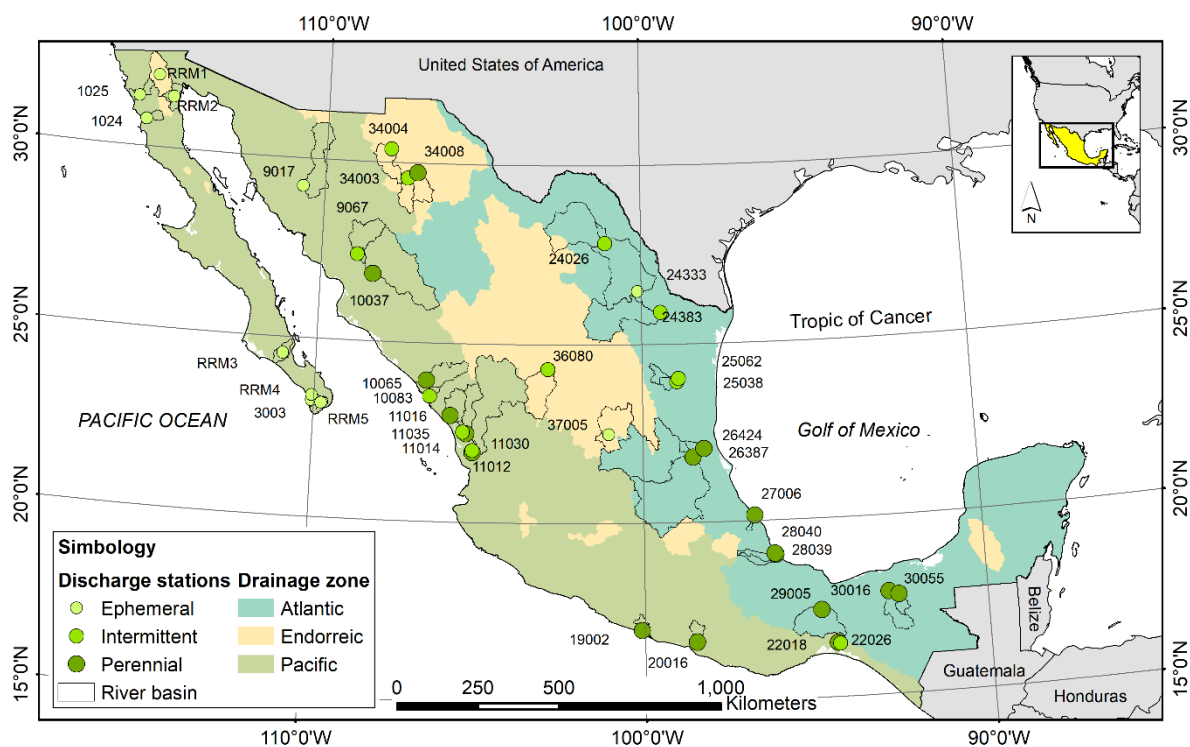 110°0'W
100°0'W
90°0'W
United States of America
RRM1
1025
RRM2
1024
30°0'N
30°0'N
34004
34008
9017
34003
N
9067
24026
24333
10037
24383
25°0'N
25°0'N
Tropic of Cancer
36080
25062
25038
RRM3
10065
10083
RRM4
3003
RRM5
PACIFIC OCEAN
11016
37005
Gulf of Mexico
11035
11030
26424
11014
26387
11012
20°0'N
20°0'N
27006
28040
28039
Simbology
Discharge stations
Drainage zone
Ephemeral
Atlantic
Intermittent
Endorreic
Perennial
Pacific
River basin
30055
29005
30016
Belize
19002
20016
22018
22026
Guatemala
Honduras
15°0'N
15°0'N
0
250
500
1,000
Kilometers
110°0'W
100°0'W
90°0'W